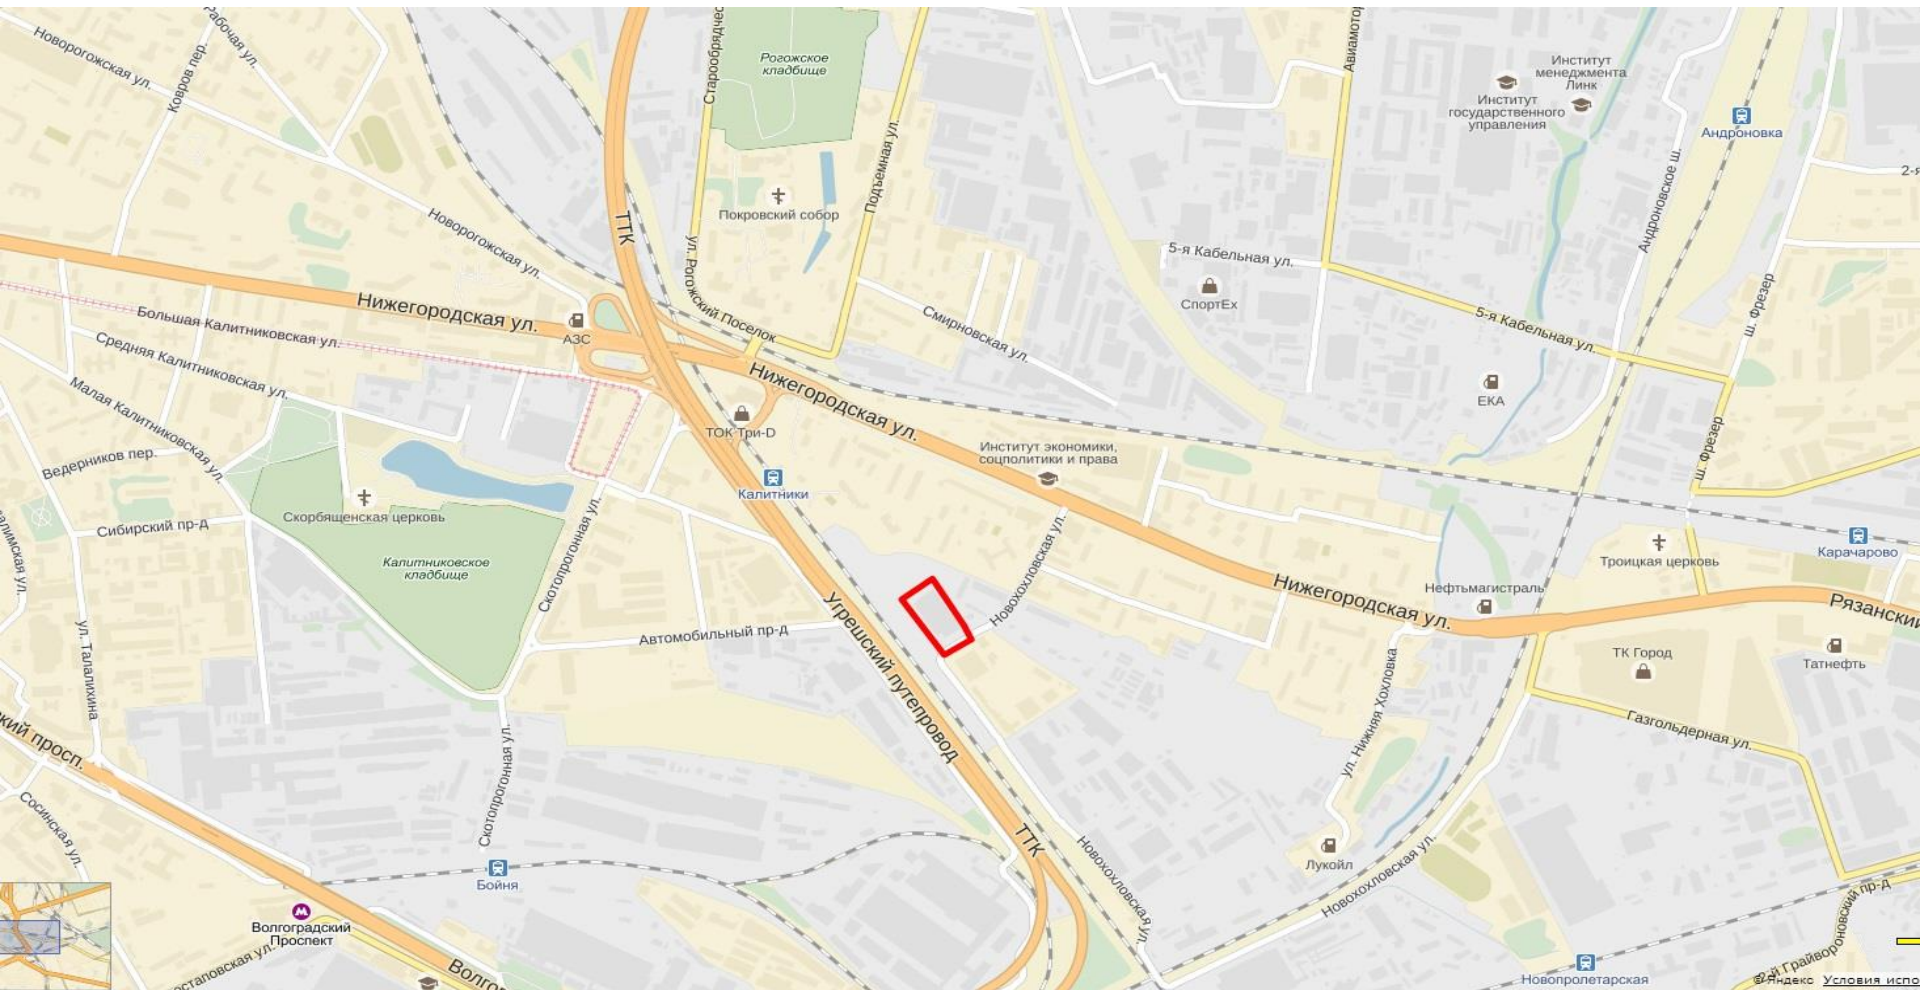 Новорогожская ул.
Рабочая ул.
Ковров пер.
Рогожское
кладбище
Подъемная ул.
Институт
менеджмента
Линк
Институт
государственного
управления
Андроновка
Андроновское ш.
Покровский собор
ТТК
Новорогожская ул.
ул. Рогожский Поселок
5-я Кабельная ул.
СпортЕх
Смирновская ул.
5-я Кабельная ул.
ш. Фрезер
Нижегородская ул.
АЗС
Большая Калитниковская ул.
Средняя Калитниковская ул.
Малая Калитниковская ул.
Нижегородская ул.
ЕКА
ТОК Три-D
Институт экономики,
соцполитики и права
ш. Фрезер
Ведерников пер.
Калитники
Скорбященская церковь
Сибирский пр-д
Скотопрогонная ул.
Калитниковское
кладбище
Новохохловская ул.
Троицкая церковь
Карачарово
Нефтьмагистраль
Нижегородская ул.
Автомобильный пр-д
Угрешский путепровод
ул. Талалихина
ТК Город
Татнефть
ул. Нижняя Хохловка
Газгольдерная ул.
просп.
Скотопрогонная ул.
Сосинская ул.
ТТК
Новохохловская ул.
Лукойл
Новохохловская ул.
Бойня
Волгоградский
Проспект
Новопролетарская
2-й Грайвороновский пр-д
© Яндекс
Условия испо